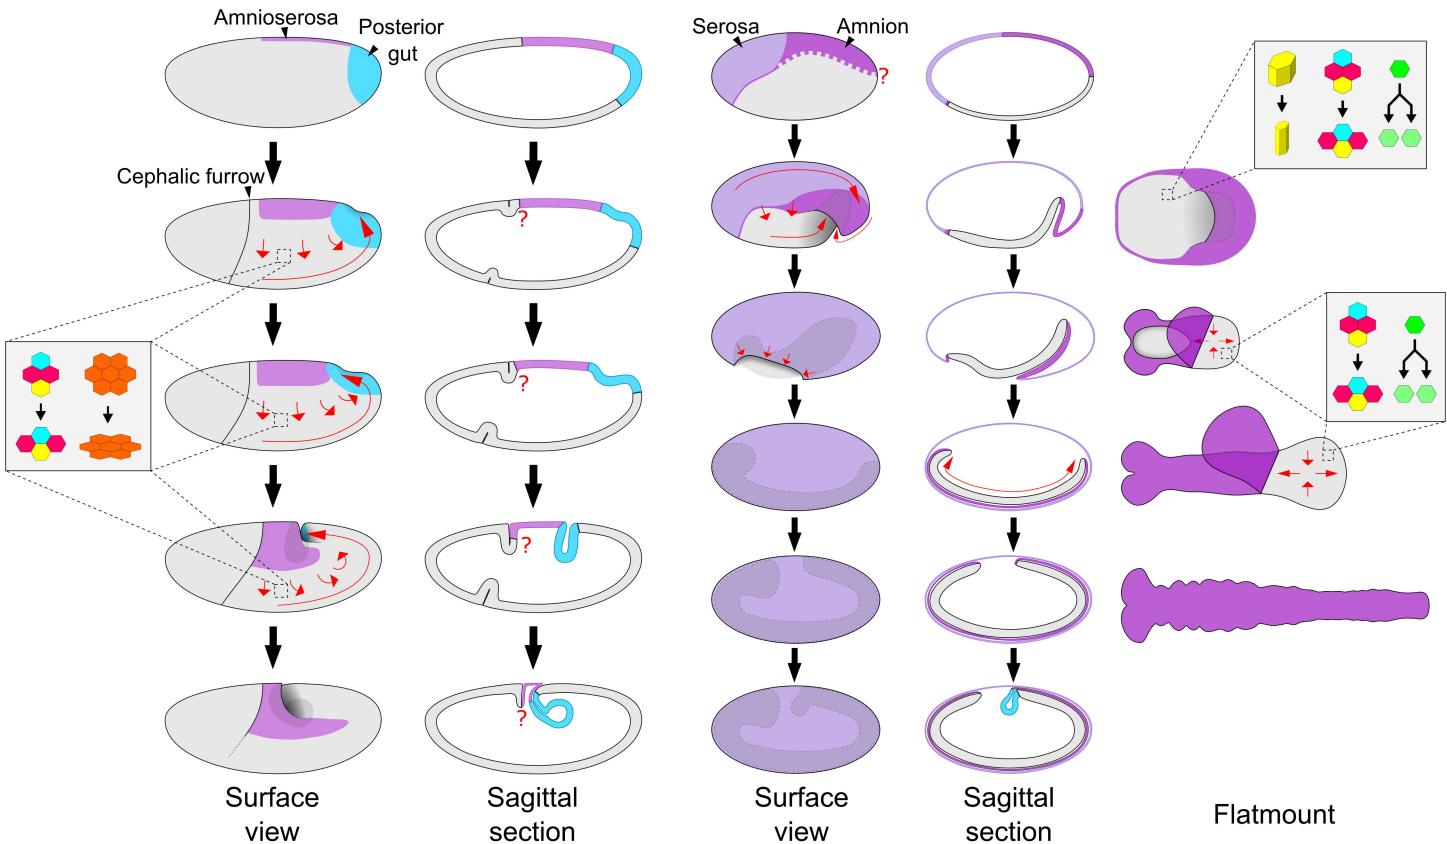 Amnioserosa
Posterior
gut
Serosa
Amnion
?
Cephalic furrow
?
?
?
?
Surface
view
Sagittal
section
Surface
view
Sagittal
section
Flatmount